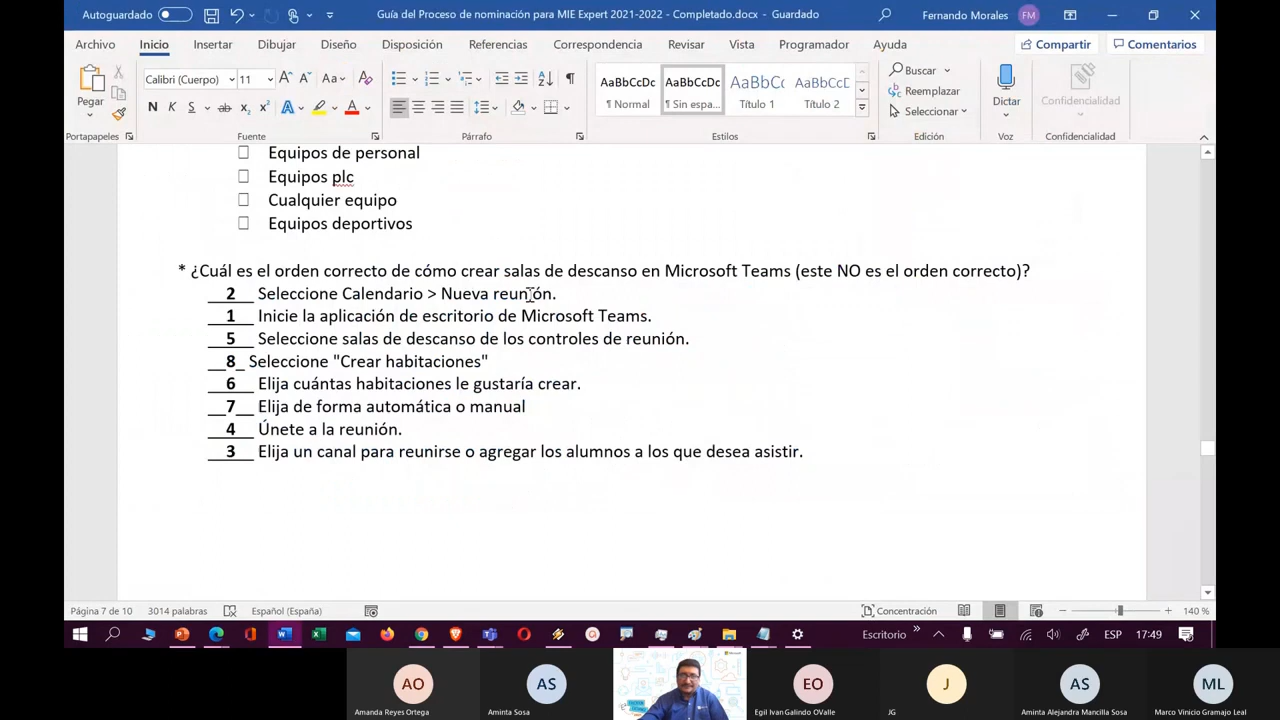 Autoguardado
Guía del Proceso de nominación para MIE Expert 2021-2022 - Completado.docx - Guardado
Fernando Morales FM
Archivo Inicio Insertar Dibujar Diseño Disposición Referencias Correspondencia Revisar Vista Programador Ayuda Compartir Comentarios
Calibri (Cuerpo) 11
Pegar
N K S
AaBbCcDc AaBbCcDc AaBbCc AaBbCcD
¶ Normal ¶ Sin espa... Título 1 Título 2
Buscar
Reemplazar
Seleccionar
Dictar
Confidencialidad
Portapapeles Fuente Párrafo Estilos Edición Voz Confidencialidad
Equipos de personal
Equipos plc
Cualquier equipo
Equipos deportivos
* ¿Cuál es el orden correcto de cómo crear salas de descanso en Microsoft Teams (este NO es el orden correcto)?
__2__ Seleccione Calendario > Nueva reunión.
__1__ Inicie la aplicación de escritorio de Microsoft Teams.
__5__ Seleccione salas de descanso de los controles de reunión.
__8_ Seleccione "Crear habitaciones"
__6__ Elija cuántas habitaciones le gustaría crear.
__7__ Elija de forma automática o manual
__4__ Únete a la reunión.
__3__ Elija un canal para reunirse o agregar los alumnos a los que desea asistir.
Página 7 de 10 3014 palabras Español (España) Concentración 140 %
Escritorio ESP 17:49
AO AS EO J AS ML
Amanda Reyes Ortega Aminta Sosa Egil Ivan Galindo OValle JG Aminta Alejandra Mancilla Sosa Marco Vinicio Gramajo Leal